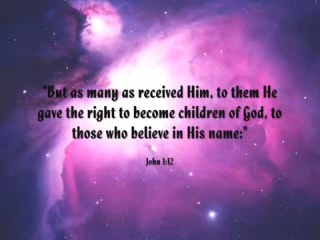 "But as many as received Him, to them He
gave the right to become children of God, to
those who believe in His name:"
John 1:12